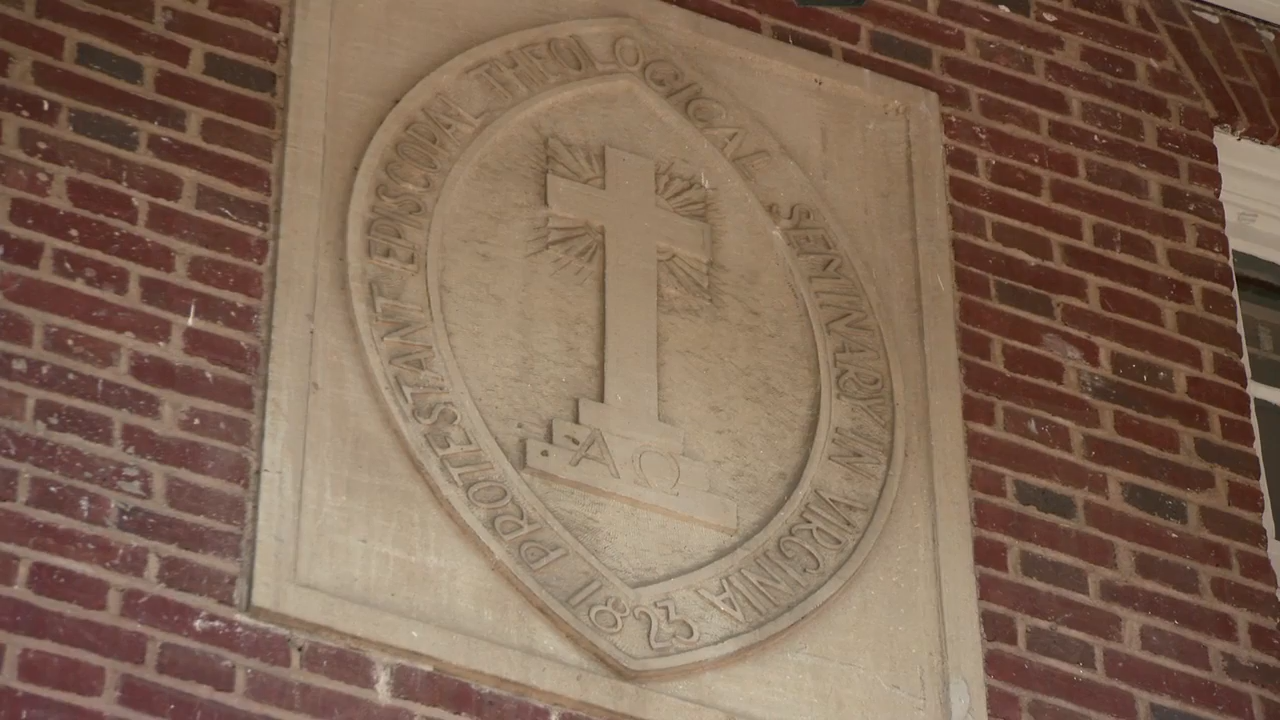 PROTESTANT EPISCOPAL THEOLOGICAL SEMINARY IN VIRGINIA
1823
A Ω